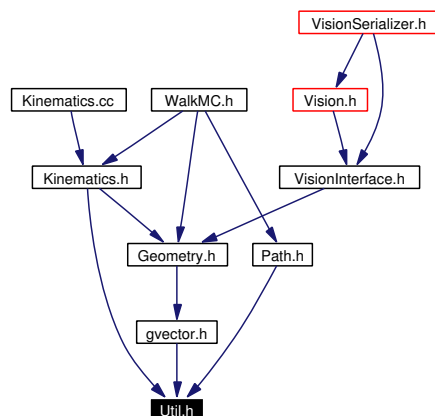 VisionSerializer.h
Kinematics.cc
WalkMC.h
Vision.h
Kinematics.h
VisionInterface.h
Geometry.h
Path.h
gvector.h
Util.h